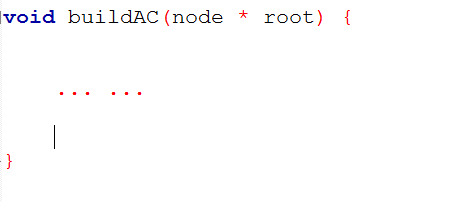 void buildAC(node * root) {
... ...
}